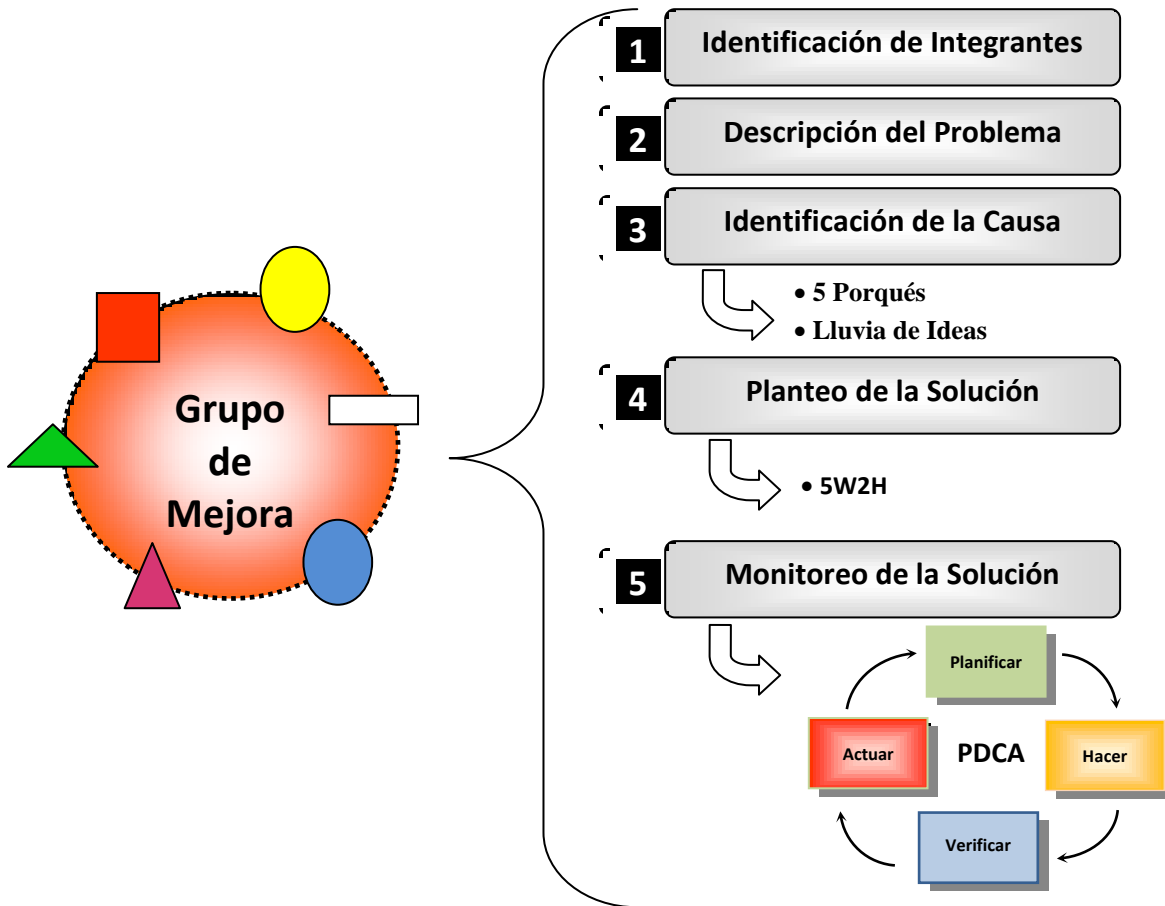 Grupo
de
Mejora
1 Identificación de Integrantes
2 Descripción del Problema
3 Identificación de la Causa
• 5 Porqués
• Lluvia de Ideas
4 Planteo de la Solución
• 5W2H
5 Monitoreo de la Solución
Planificar
Actuar
PDCA
Hacer
Verificar